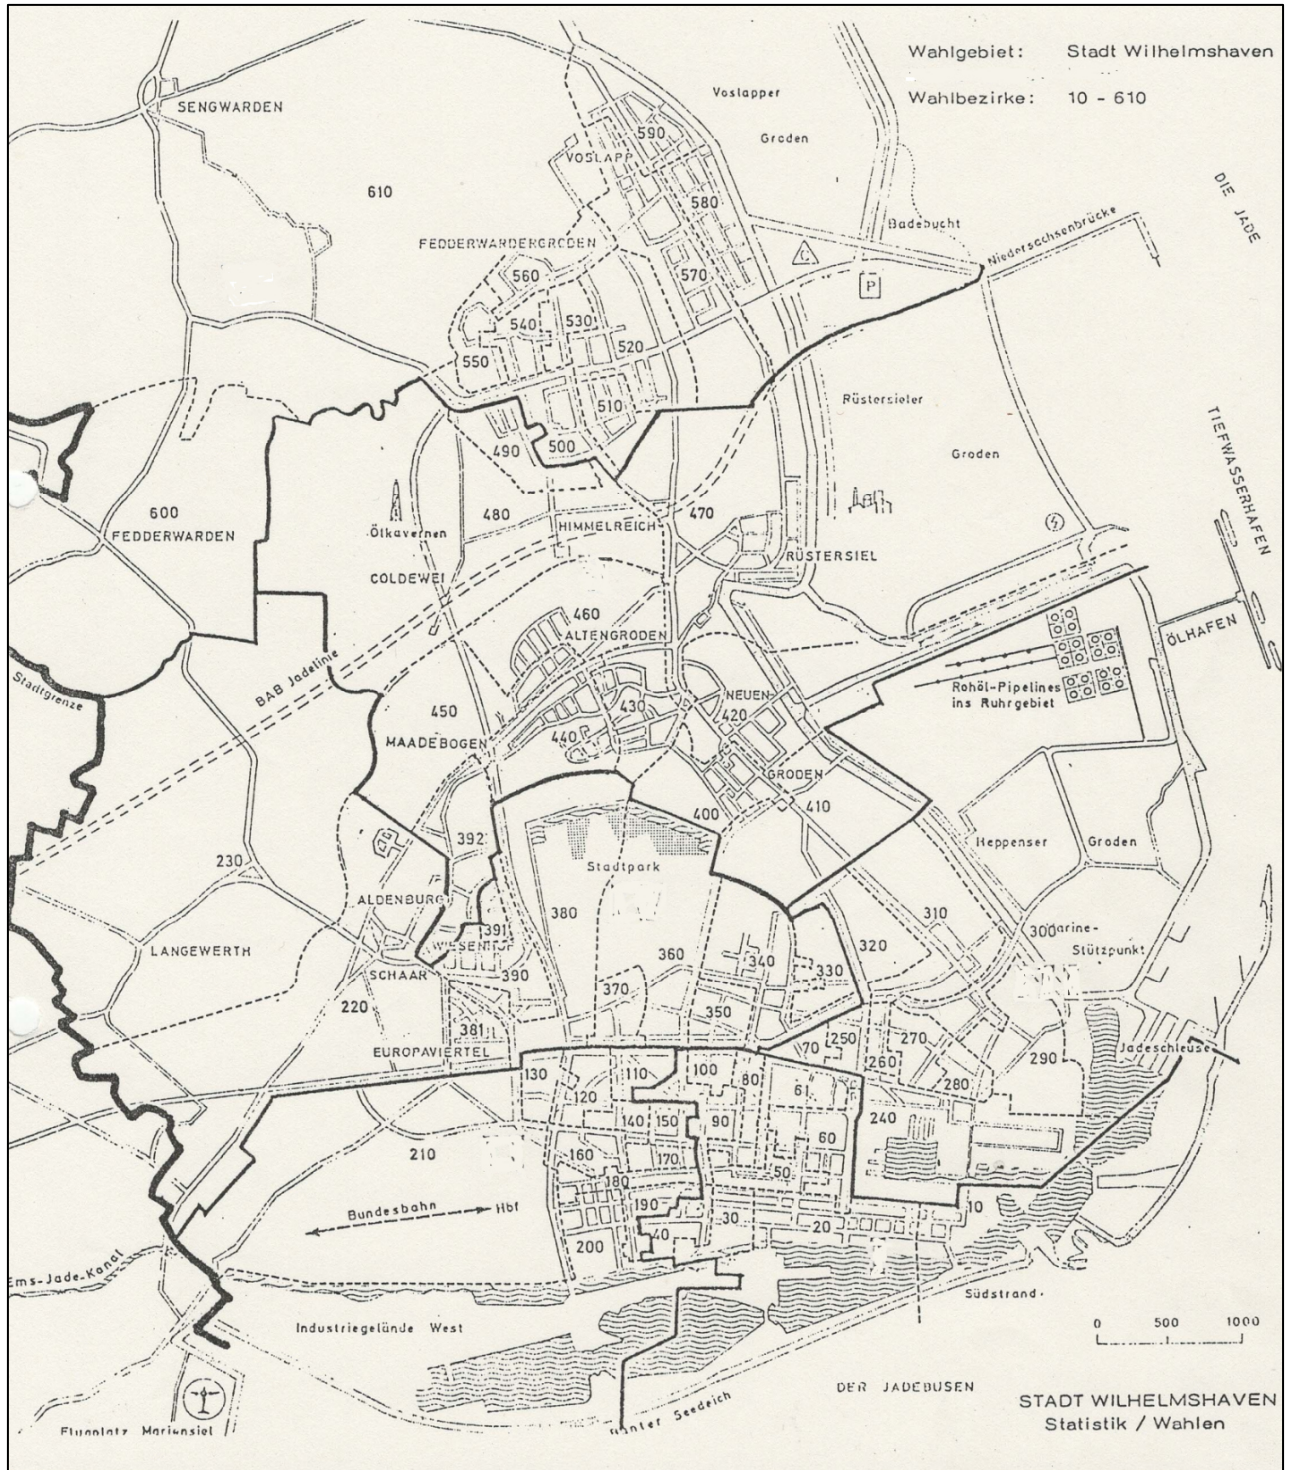 Wahlgebiet: Stadt Wilhelmshaven
Wahlbezirke: 10 - 610
SENGWARDEN
Voslapper
Groden
590
VOSLAPP
610
580
DIE JADE
Badebucht
Niedersachsenbrücke
FEDDERWARDERGRODEN
560
570
C
P
540
530
520
550
510
Rüstersieler
Groden
TIEFWASSERHAFEN
490
500
600
FEDDERWARDEN
480
470
HIMMELREICH
Ölkavernen
RÜSTERSIEL
COLDEWEI
460
ALTENGRODEN
ÖLHAFEN
BAB Jadelinie
Stadtgrenze
Rohöl-Pipelines
ins Ruhrgebiet
NEUEN
450
430
420
MAADEBOGEN
440
GRODEN
400
410
392
Heppenser
Groden
230
Stadtpark
ALDENBURG
380
310
391
300
Marine-
Stützpunkt
LANGEWERTH
320
360
340
330
SCHAAR
390
370
220
350
381
EUROPAVIERTEL
70
250
270
260
290
Jadeschleuse
130
110
100
80
280
120
61
240
140
150
90
60
210
160
170
50
180
Bundesbahn
Hbf
190
30
20
10
40
200
Ems-Jade-Kanal
Südstrand
Industriegelände West
0 500 1000
DER JADEBUSEN
STADT WILHELMSHAVEN
Statistik / Wahlen
Flugplatz Mariensiel
Seedeich